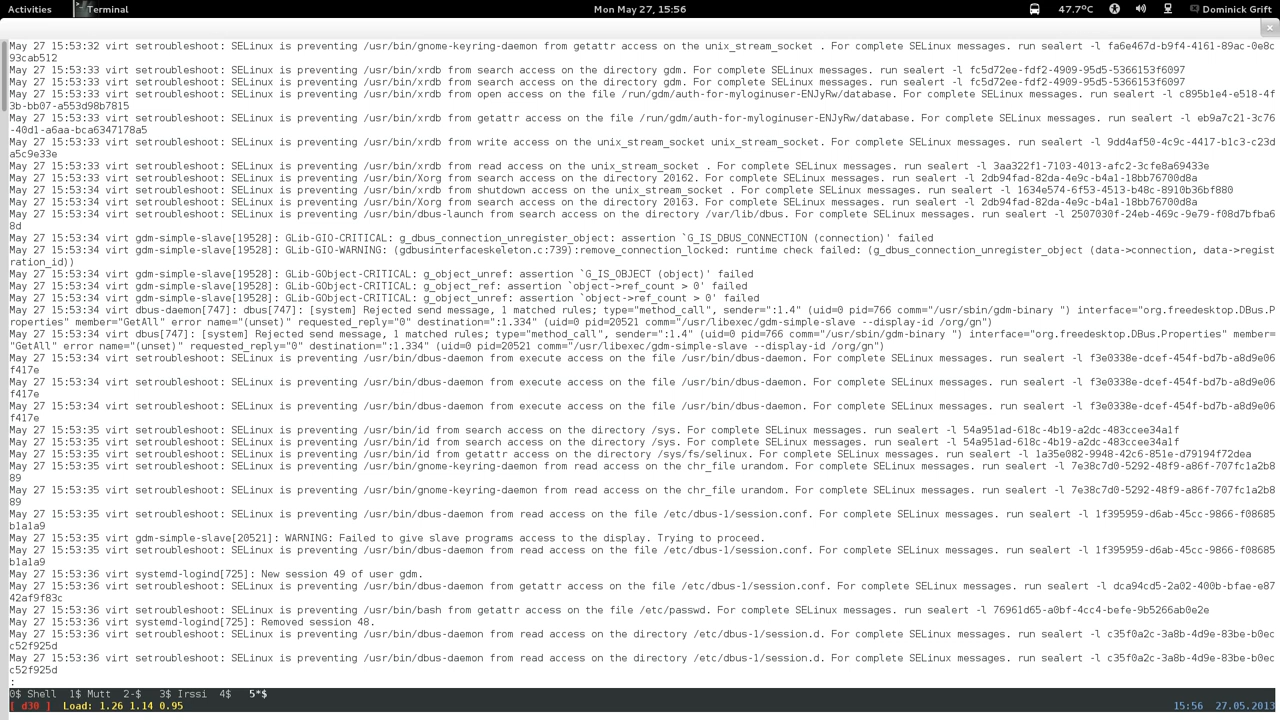 Activities Terminal Mon May 27, 15:56 47.7°C Dominick Grift
May 27 15:53:32 virt setroubleshoot: SELinux is preventing /usr/bin/gnome-keyring-daemon from getattr access on the unix_stream_socket . For complete SELinux messages. run sealert -l fa6e467d-b9f4-4161-89ac-0e8c
93cab512
May 27 15:53:33 virt setroubleshoot: SELinux is preventing /usr/bin/xrdb from search access on the directory gdm. For complete SELinux messages. run sealert -l fc5d72ee-fdf2-4909-95d5-5366153f6097
May 27 15:53:33 virt setroubleshoot: SELinux is preventing /usr/bin/xrdb from search access on the directory gdm. For complete SELinux messages. run sealert -l fc5d72ee-fdf2-4909-95d5-5366153f6097
May 27 15:53:33 virt setroubleshoot: SELinux is preventing /usr/bin/xrdb from open access on the file /run/gdm/auth-for-myloginuser-ENJyRw/database. For complete SELinux messages. run sealert -l c895b1e4-e518-4f
3b-bb07-a553d98b7815
May 27 15:53:33 virt setroubleshoot: SELinux is preventing /usr/bin/xrdb from getattr access on the file /run/gdm/auth-for-myloginuser-ENJyRw/database. For complete SELinux messages. run sealert -l eb9a7c21-3c76
-40d1-a6aa-bca6347178a5
May 27 15:53:33 virt setroubleshoot: SELinux is preventing /usr/bin/xrdb from write access on the unix_stream_socket unix_stream_socket. For complete SELinux messages. run sealert -l 9dd4af50-4c9c-4417-b1c3-c23d
a5c9e33e
May 27 15:53:33 virt setroubleshoot: SELinux is preventing /usr/bin/xrdb from read access on the unix_stream_socket . For complete SELinux messages. run sealert -l 3aa322f1-7103-4013-afc2-3cfe8a69433e
May 27 15:53:33 virt setroubleshoot: SELinux is preventing /usr/bin/Xorg from search access on the directory 20162. For complete SELinux messages. run sealert -l 2db94fad-82da-4e9c-b4a1-18bb76700d8a
May 27 15:53:33 virt setroubleshoot: SELinux is preventing /usr/bin/xrdb from shutdown access on the unix_stream_socket . For complete SELinux messages. run sealert -l 1634e574-6f53-4513-b48c-8910b36bf880
May 27 15:53:34 virt setroubleshoot: SELinux is preventing /usr/bin/Xorg from search access on the directory 20163. For complete SELinux messages. run sealert -l 2db94fad-82da-4e9c-b4a1-18bb76700d8a
May 27 15:53:34 virt setroubleshoot: SELinux is preventing /usr/bin/dbus-launch from search access on the directory /var/lib/dbus. For complete SELinux messages. run sealert -l 2507030f-24eb-469c-9e79-f08d7bfba6
8d
May 27 15:53:34 virt gdm-simple-slave[19528]: GLib-GIO-CRITICAL: g_dbus_connection_unregister_object: assertion `G_IS_DBUS_CONNECTION (connection)' failed
May 27 15:53:34 virt gdm-simple-slave[19528]: GLib-GIO-WARNING: (gdbusinterfaceskeleton.c:739):remove_connection_locked: runtime check failed: (g_dbus_connection_unregister_object (data->connection, data->regist
ration_id))
May 27 15:53:34 virt gdm-simple-slave[19528]: GLib-GObject-CRITICAL: g_object_unref: assertion `G_IS_OBJECT (object)' failed
May 27 15:53:34 virt gdm-simple-slave[19528]: GLib-GObject-CRITICAL: g_object_ref: assertion `object->ref_count > 0' failed
May 27 15:53:34 virt gdm-simple-slave[19528]: GLib-GObject-CRITICAL: g_object_unref: assertion `object->ref_count > 0' failed
May 27 15:53:34 virt dbus-daemon[747]: dbus[747]: [system] Rejected send message, 1 matched rules; type="method_call", sender=":1.4" (uid=0 pid=766 comm="/usr/sbin/gdm-binary ") interface="org.freedesktop.DBus.P
roperties" member="GetAll" error name="(unset)" requested_reply="0" destination=":1.334" (uid=0 pid=20521 comm="/usr/libexec/gdm-simple-slave --display-id /org/gn")
May 27 15:53:34 virt dbus[747]: [system] Rejected send message, 1 matched rules; type="method_call", sender=":1.4" (uid=0 pid=766 comm="/usr/sbin/gdm-binary ") interface="org.freedesktop.DBus.Properties" member=
"GetAll" error name="(unset)" requested_reply="0" destination=":1.334" (uid=0 pid=20521 comm="/usr/libexec/gdm-simple-slave --display-id /org/gn")
May 27 15:53:34 virt setroubleshoot: SELinux is preventing /usr/bin/dbus-daemon from execute access on the file /usr/bin/dbus-daemon. For complete SELinux messages. run sealert -l f3e0338e-dcef-454f-bd7b-a8d9e06
f417e
May 27 15:53:34 virt setroubleshoot: SELinux is preventing /usr/bin/dbus-daemon from execute access on the file /usr/bin/dbus-daemon. For complete SELinux messages. run sealert -l f3e0338e-dcef-454f-bd7b-a8d9e06
f417e
May 27 15:53:34 virt setroubleshoot: SELinux is preventing /usr/bin/dbus-daemon from execute access on the file /usr/bin/dbus-daemon. For complete SELinux messages. run sealert -l f3e0338e-dcef-454f-bd7b-a8d9e06
f417e
May 27 15:53:35 virt setroubleshoot: SELinux is preventing /usr/bin/id from search access on the directory /sys. For complete SELinux messages. run sealert -l 54a951ad-618c-4b19-a2dc-483ccee34a1f
May 27 15:53:35 virt setroubleshoot: SELinux is preventing /usr/bin/id from search access on the directory /sys. For complete SELinux messages. run sealert -l 54a951ad-618c-4b19-a2dc-483ccee34a1f
May 27 15:53:35 virt setroubleshoot: SELinux is preventing /usr/bin/id from getattr access on the directory /sys/fs/selinux. For complete SELinux messages. run sealert -l 1a35e082-9948-42c6-851e-d79194f72dea
May 27 15:53:35 virt setroubleshoot: SELinux is preventing /usr/bin/gnome-keyring-daemon from read access on the chr_file urandom. For complete SELinux messages. run sealert -l 7e38c7d0-5292-48f9-a86f-707fc1a2b8
89
May 27 15:53:35 virt setroubleshoot: SELinux is preventing /usr/bin/gnome-keyring-daemon from read access on the chr_file urandom. For complete SELinux messages. run sealert -l 7e38c7d0-5292-48f9-a86f-707fc1a2b8
89
May 27 15:53:35 virt setroubleshoot: SELinux is preventing /usr/bin/dbus-daemon from read access on the file /etc/dbus-1/session.conf. For complete SELinux messages. run sealert -l 1f395959-d6ab-45cc-9866-f08685
b1a1a9
May 27 15:53:35 virt gdm-simple-slave[20521]: WARNING: Failed to give slave programs access to the display. Trying to proceed.
May 27 15:53:35 virt setroubleshoot: SELinux is preventing /usr/bin/dbus-daemon from read access on the file /etc/dbus-1/session.conf. For complete SELinux messages. run sealert -l 1f395959-d6ab-45cc-9866-f08685
b1a1a9
May 27 15:53:36 virt systemd-logind[725]: New session 49 of user gdm.
May 27 15:53:36 virt setroubleshoot: SELinux is preventing /usr/bin/dbus-daemon from getattr access on the file /etc/dbus-1/session.conf. For complete SELinux messages. run sealert -l dca94cd5-2a02-400b-bfae-e87
42af9f83c
May 27 15:53:36 virt setroubleshoot: SELinux is preventing /usr/bin/bash from getattr access on the file /etc/passwd. For complete SELinux messages. run sealert -l 76961d65-a0bf-4cc4-befe-9b5266ab0e2e
May 27 15:53:36 virt systemd-logind[725]: Removed session 48.
May 27 15:53:36 virt setroubleshoot: SELinux is preventing /usr/bin/dbus-daemon from read access on the directory /etc/dbus-1/session.d. For complete SELinux messages. run sealert -l c35f0a2c-3a8b-4d9e-83be-b0ec
c52f925d
May 27 15:53:36 virt setroubleshoot: SELinux is preventing /usr/bin/dbus-daemon from read access on the directory /etc/dbus-1/session.d. For complete SELinux messages. run sealert -l c35f0a2c-3a8b-4d9e-83be-b0ec
c52f925d
:
0$ Shell 1$ Mutt 2-$ 3$ Irssi 4$ 5*$
[ d30 ] Load: 1.26 1.14 0.95 15:56 27.05.2013